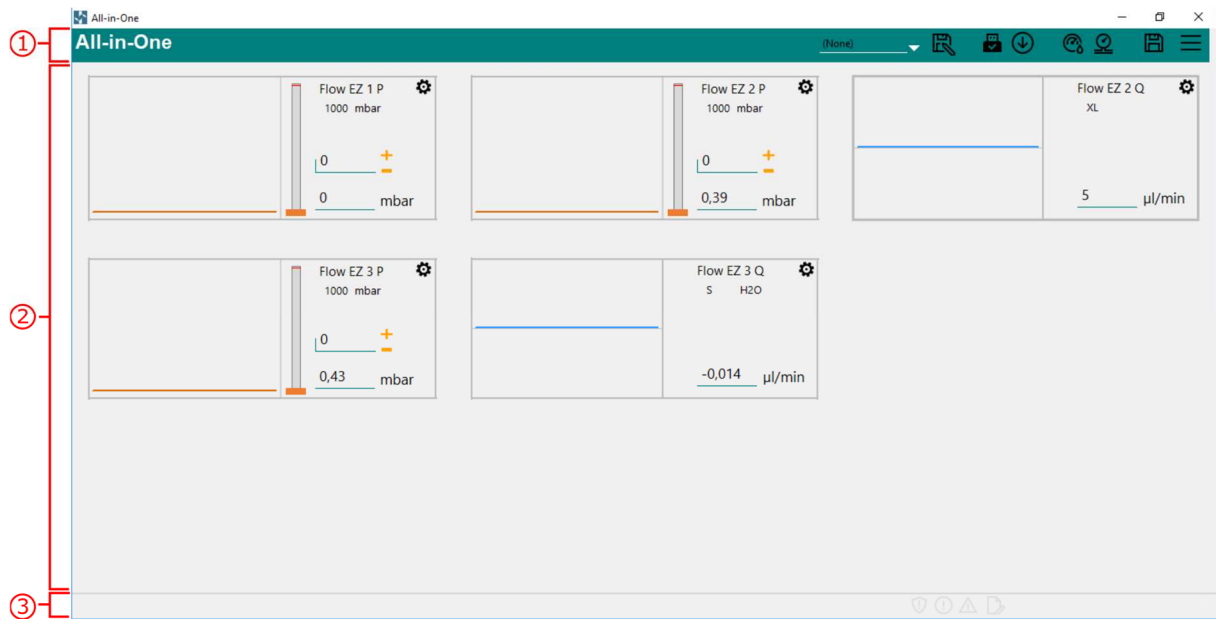 All-in-One
① All-in-One
(None)
Flow EZ 1 P
1000 mbar
0
+
-
0 mbar
Flow EZ 2 P
1000 mbar
0
+
-
0,39 mbar
Flow EZ 2 Q
XL
5 µl/min
②
Flow EZ 3 P
1000 mbar
0
+
-
0,43 mbar
Flow EZ 3 Q
S H2O
-0,014 µl/min
③